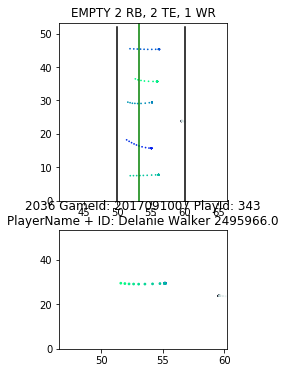 EMPTY 2 RB, 2 TE, 1 WR
50
40
30
20
10
0
45 50 55 60 65
2036 GameId: 2017091007 PlayId: 343
PlayerName + ID: Delanie Walker 2495966.0
40
20
0
50 55 60